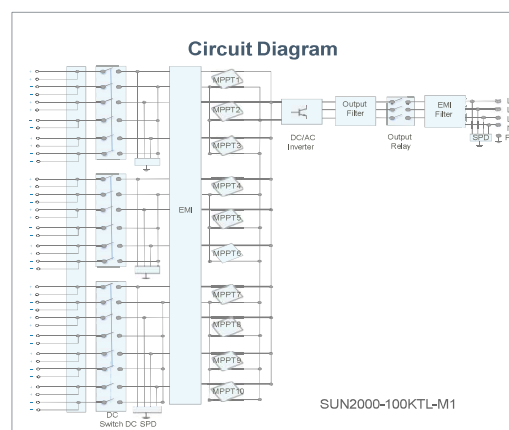 Circuit Diagram
MPPT1
MPPT2
MPPT3
MPPT4
MPPT5
MPPT6
MPPT7
MPPT8
MPPT9
MPPT10
EMI
DC/AC
Inverter
Output
Filter
Output
Relay
EMI
Filter
SPD
DC
Switch DC SPD
SUN2000-100KTL-M1